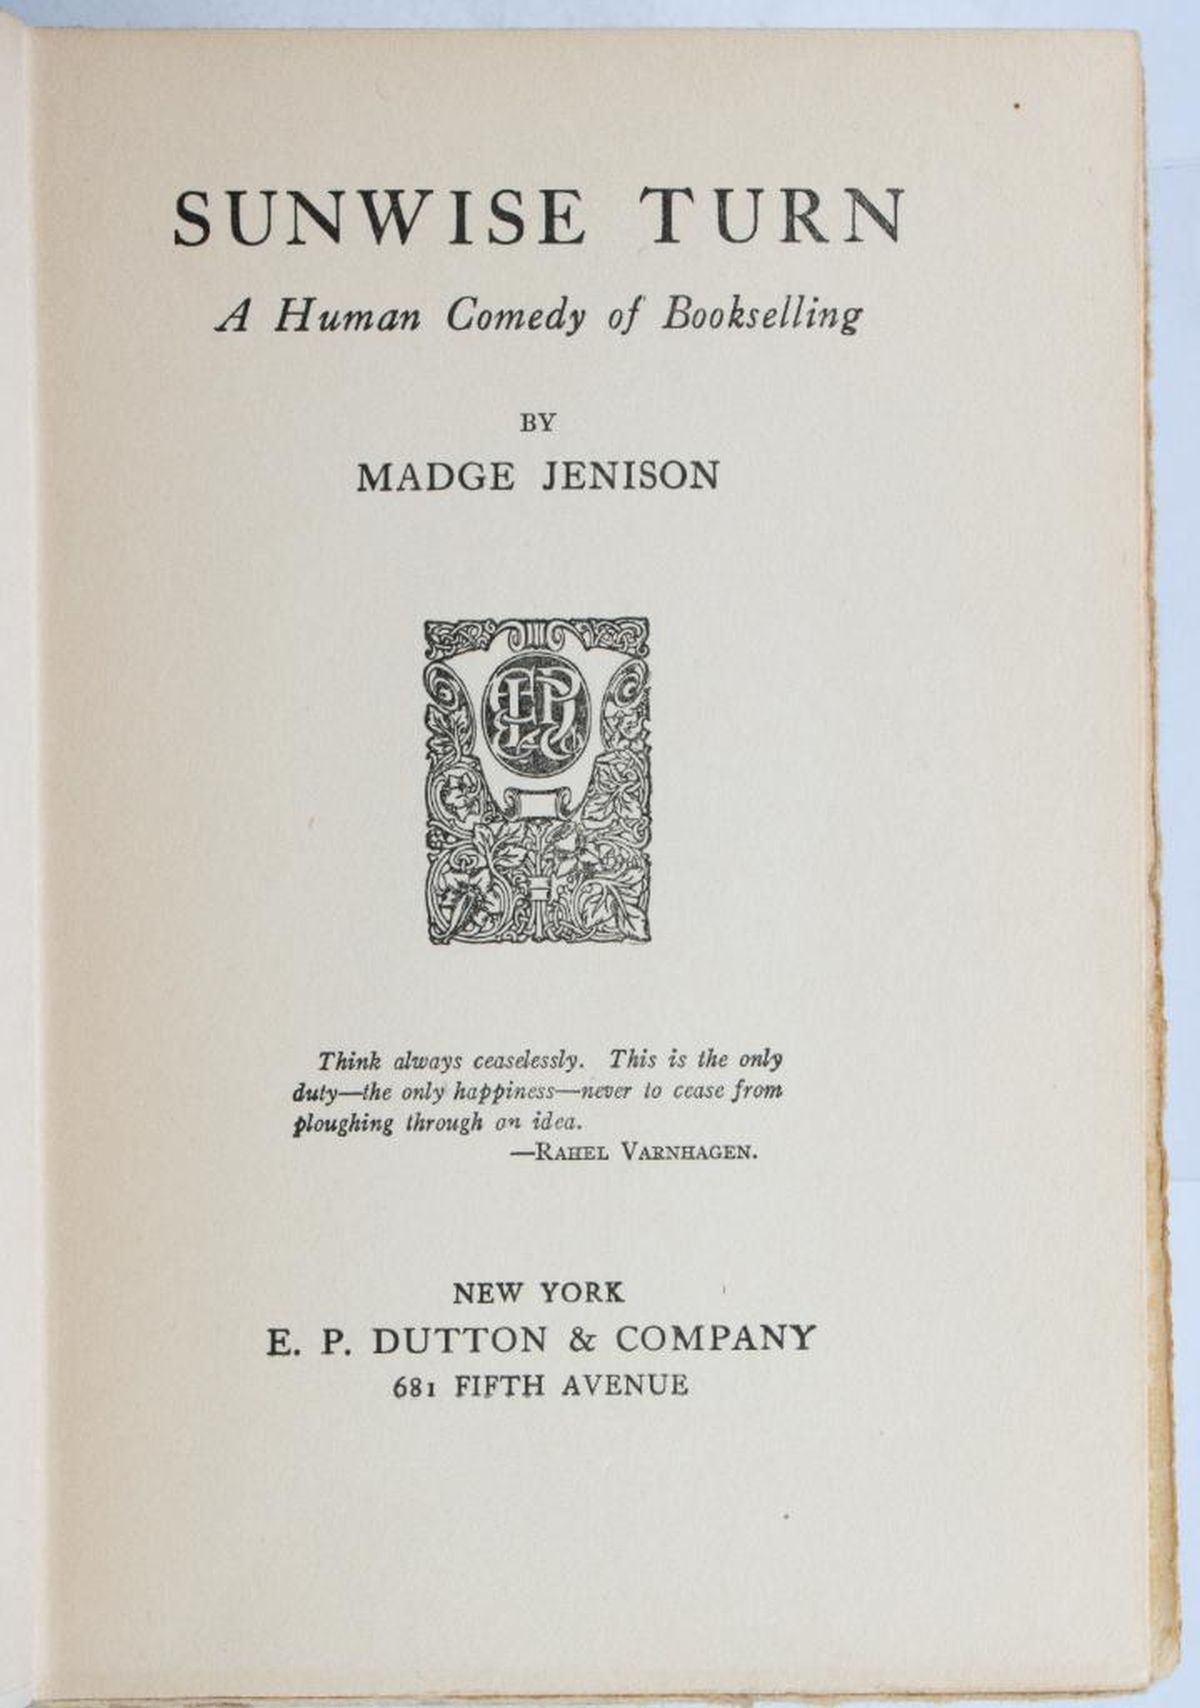 SUNWISE TURN
A Human Comedy of Bookselling
BY
MADGE JENISON
Think always ceaselessly. This is the only
duty—the only happiness—never to cease from
ploughing through an idea.
—RAHEL VARNHAGEN.
NEW YORK
E. P. DUTTON & COMPANY
681 FIFTH AVENUE